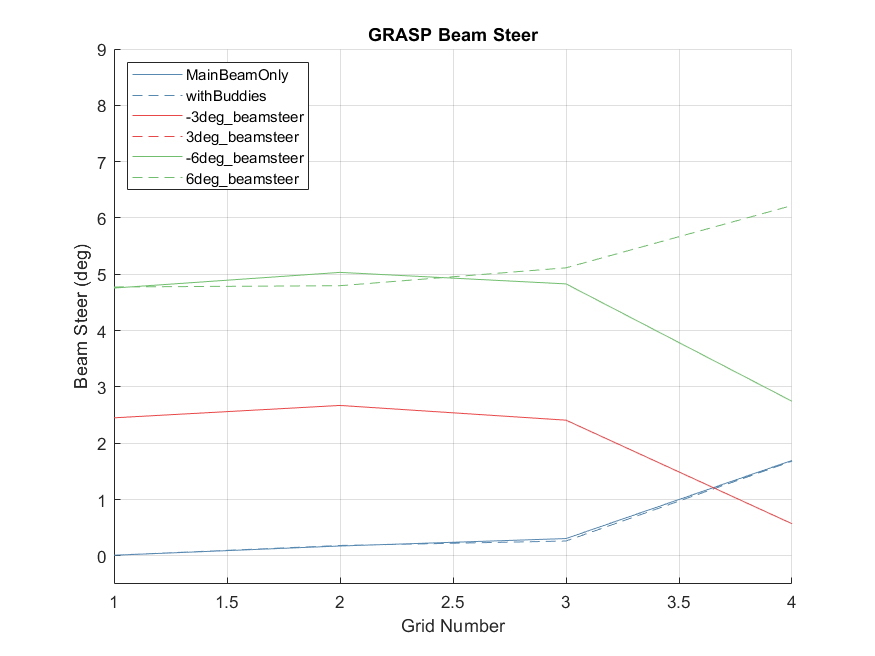 GRASP Beam Steer
9
8
7
6
5
4
3
2
1
0
Beam Steer (deg)
MainBeamOnly
withBuddies
-3deg_beamsteer
3deg_beamsteer
-6deg_beamsteer
6deg_beamsteer
1 1.5 2 2.5 3 3.5 4
Grid Number